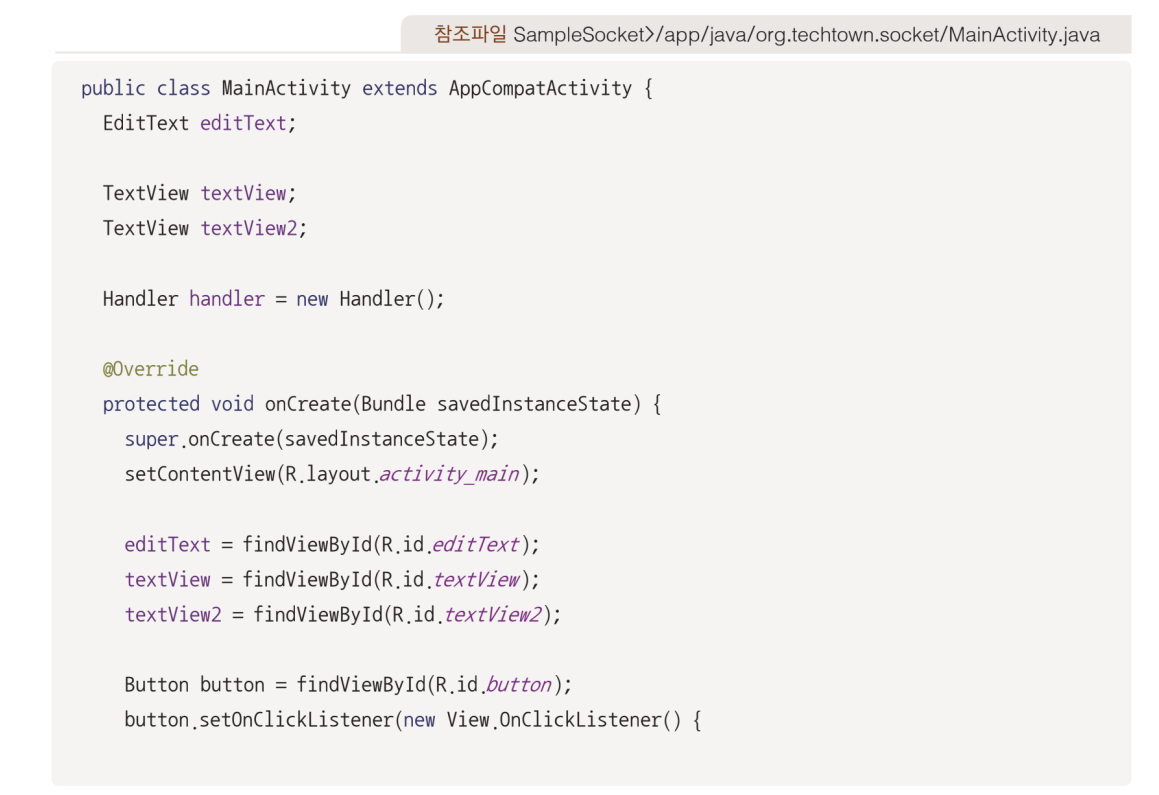 참조파일 SampleSocket>/app/java/org.techtown.socket/MainActivity.java
public class MainActivity extends AppCompatActivity {
EditText editText;
TextView textView;
TextView textView2;
Handler handler = new Handler();
@Override
protected void onCreate(Bundle savedInstanceState) {
super.onCreate(savedInstanceState);
setContentView(R.layout.activity_main);
editText = findViewById(R.id.editText);
textView = findViewById(R.id.textView);
textView2 = findViewById(R.id.textView2);
Button button = findViewById(R.id.button);
button.setOnClickListener(new View.OnClickListener() {